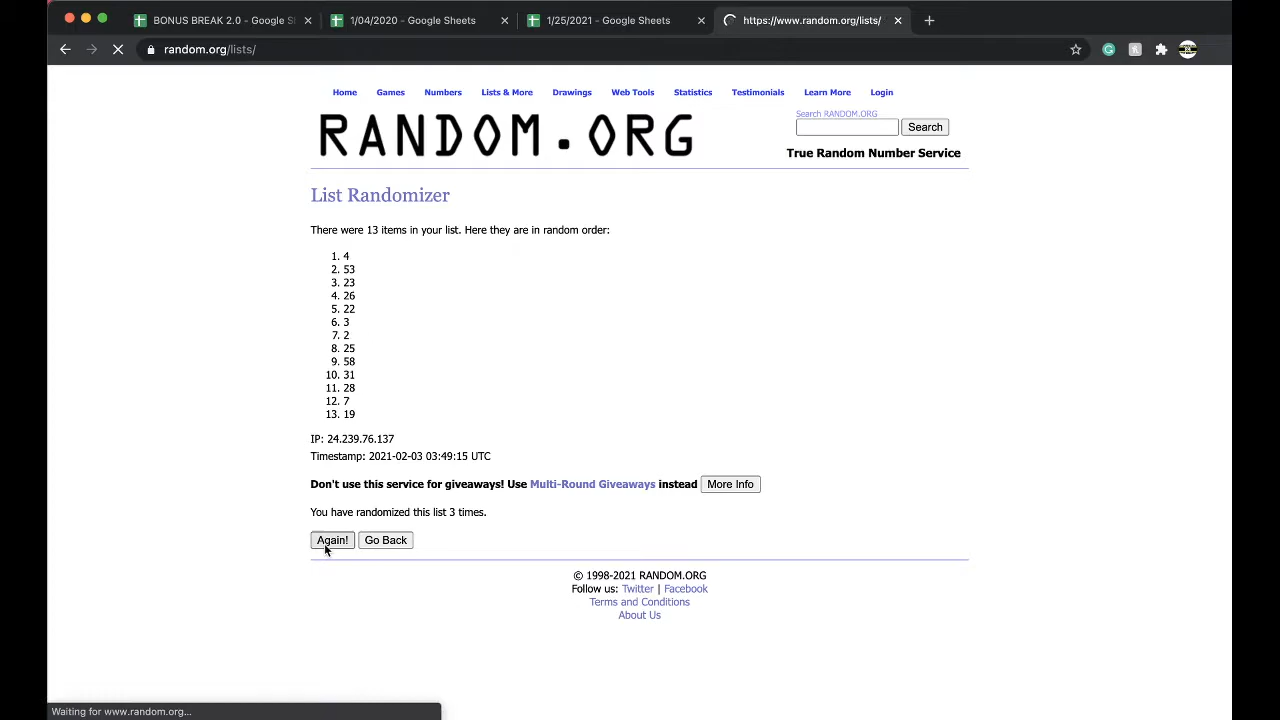 BONUS BREAK 2.0 - Google S
1/04/2020 - Google Sheets
1/25/2021 - Google Sheets
https://www.random.org/lists/
random.org/lists/
Home Games Numbers Lists & More Drawings Web Tools Statistics Testimonials Learn More Login
RANDOM.ORG
Search RANDOM.ORG
Search
True Random Number Service
List Randomizer
There were 13 items in your list. Here they are in random order:
1. 4
2. 53
3. 23
4. 26
5. 22
6. 3
7. 2
8. 25
9. 58
10. 31
11. 28
12. 7
13. 19
IP: 24.239.76.137
Timestamp: 2021-02-03 03:49:15 UTC
Don't use this service for giveaways! Use Multi-Round Giveaways instead More Info
You have randomized this list 3 times.
Again! Go Back
© 1998-2021 RANDOM.ORG
Follow us: Twitter | Facebook
Terms and Conditions
About Us
Waiting for www.random.org...